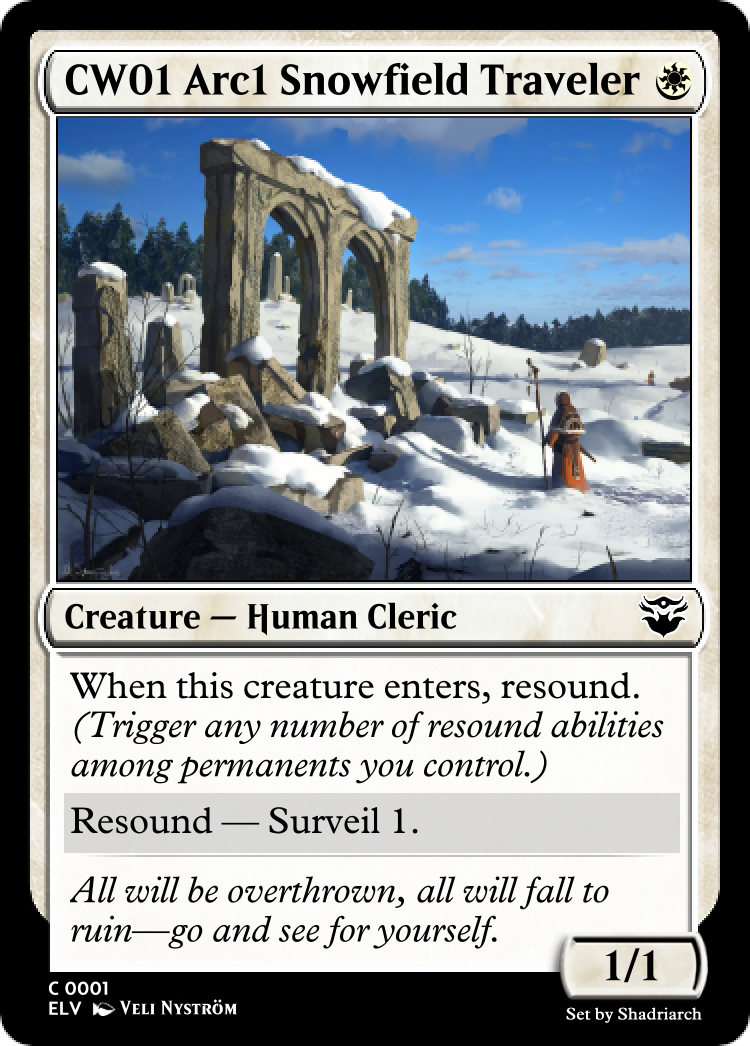 CW01 Arc1 Snowfield Traveler
Creature — Human Cleric
When this creature enters, resound.
(Trigger any number of resound abilities
among permanents you control.)
Resound — Surveil 1.
All will be overthrown, all will fall to
ruin—go and see for yourself.
1/1
C 0001
ELV VELI NYSTRÖM
Set by Shadriarch